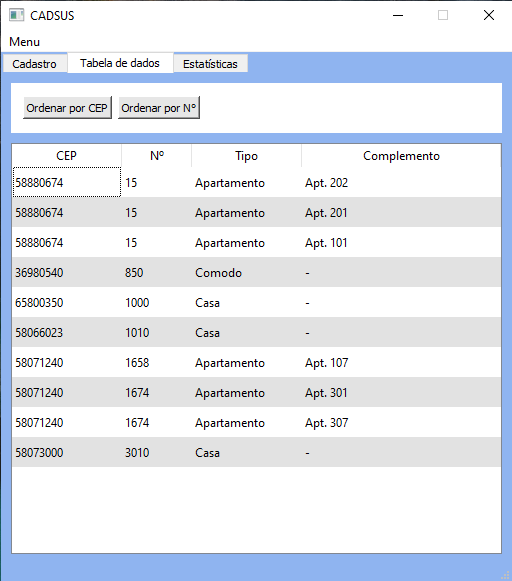 CADSUS
Menu
Cadastro Tabela de dados Estatísticas
Ordenar por CEP Ordenar por Nº
CEP Nº Tipo Complemento
58880674 15 Apartamento Apt. 202
58880674 15 Apartamento Apt. 201
58880674 15 Apartamento Apt. 101
36980540 850 Comodo -
65800350 1000 Casa -
58066023 1010 Casa -
58071240 1658 Apartamento Apt. 107
58071240 1674 Apartamento Apt. 301
58071240 1674 Apartamento Apt. 307
58073000 3010 Casa -